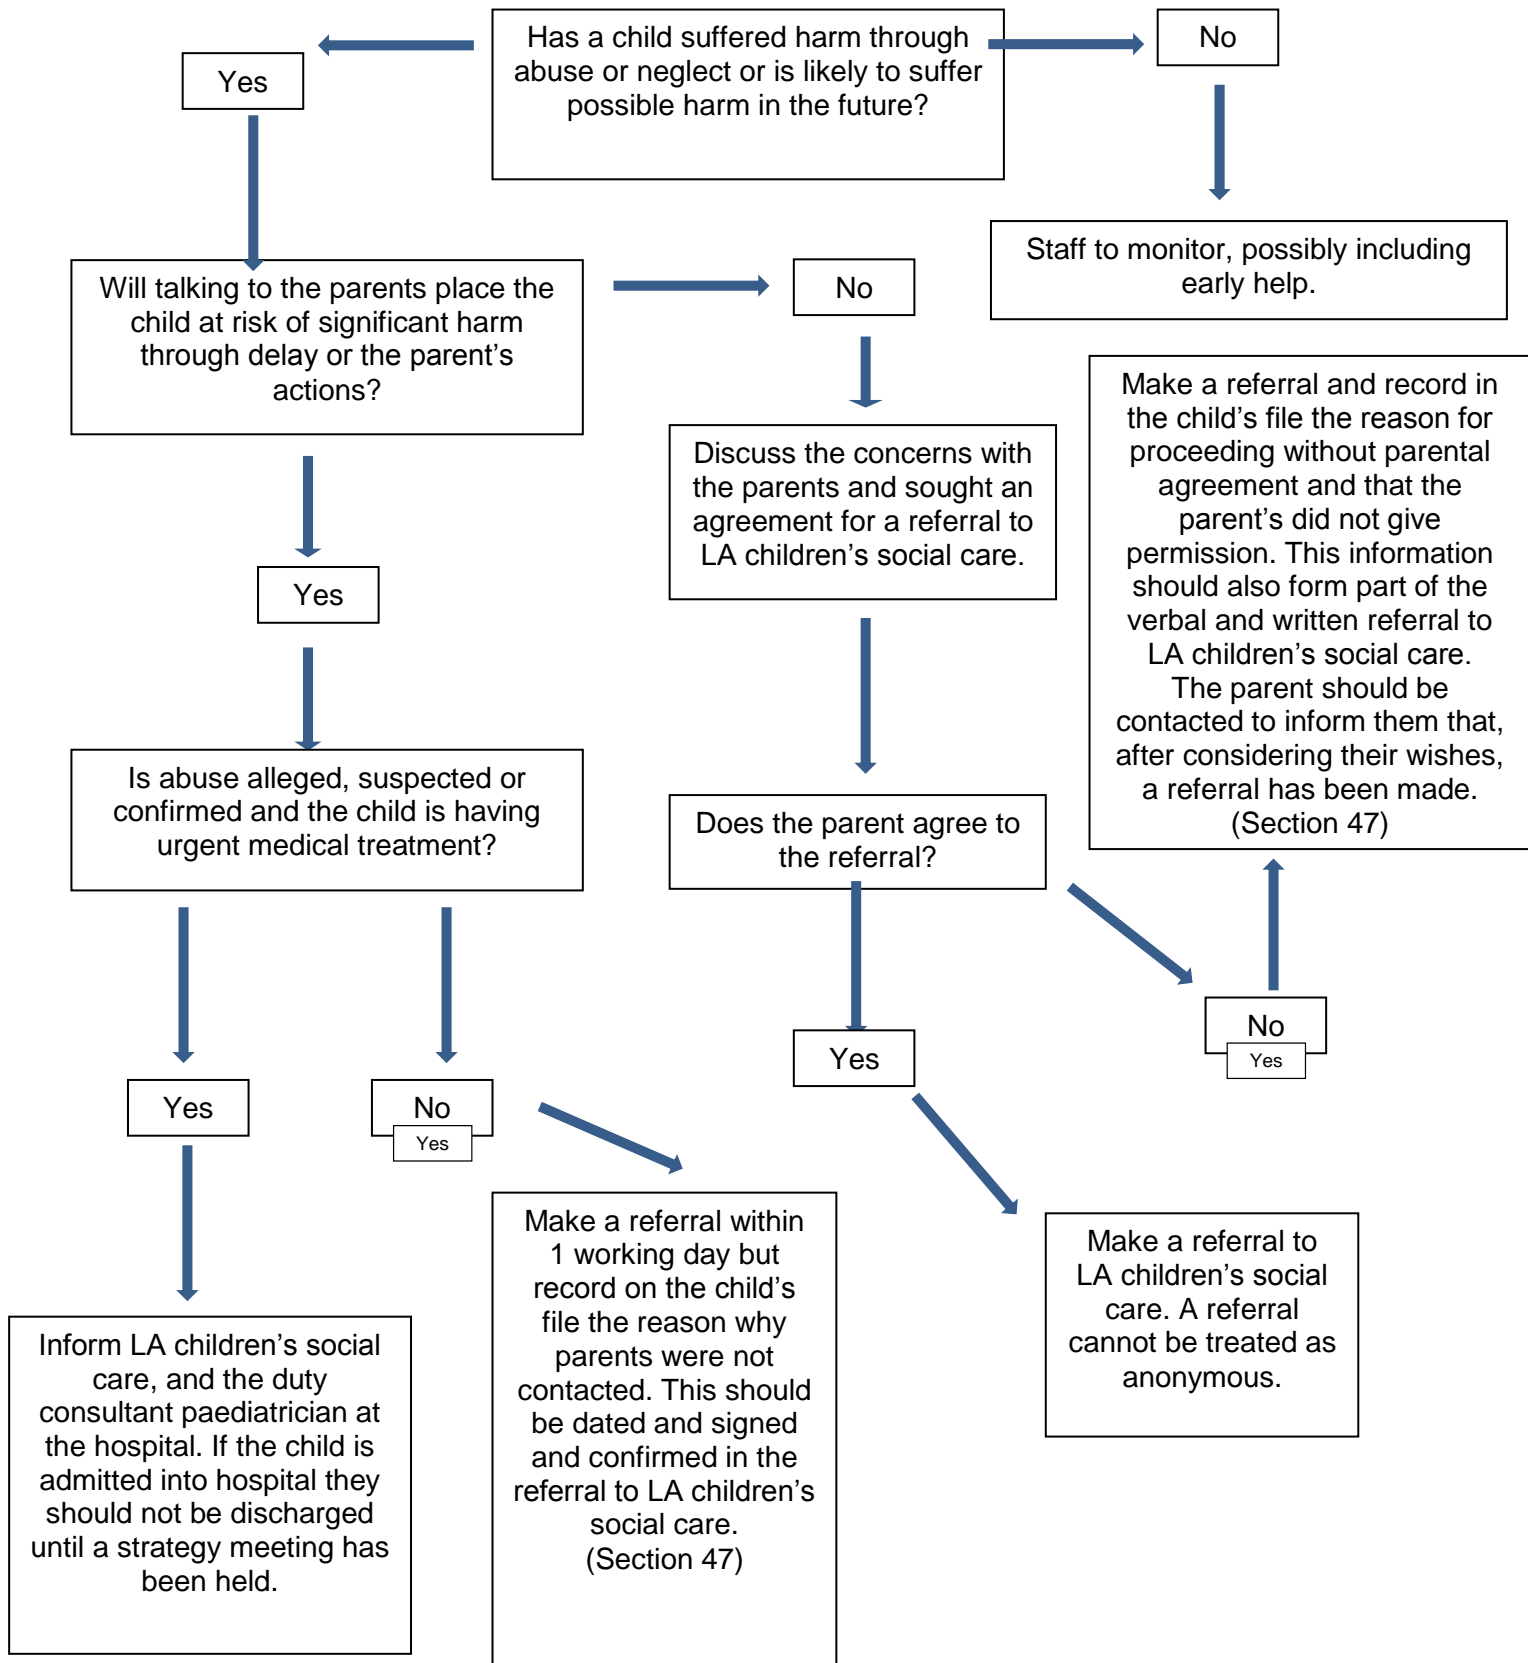 Has a child suffered harm through
abuse or neglect or is likely to suffer
possible harm in the future?
No
Yes
Staff to monitor, possibly including
early help.
Will talking to the parents place the
child at risk of significant harm
through delay or the parent’s
actions?
No
Discuss the concerns with
the parents and sought an
agreement for a referral to
LA children’s social care.
Make a referral and record in
the child’s file the reason for
proceeding without parental
agreement and that the
parent’s did not give
permission. This information
should also form part of the
verbal and written referral to
LA children’s social care.
The parent should be
contacted to inform them that,
after considering their wishes,
a referral has been made.
(Section 47)
Yes
Is abuse alleged, suspected or
confirmed and the child is having
urgent medical treatment?
Does the parent agree to
the referral?
No
Yes
Yes
Yes
No
Yes
Inform LA children’s social
care, and the duty
consultant paediatrician at
the hospital. If the child is
admitted into hospital they
should not be discharged
until a strategy meeting has
been held.
Make a referral within
1 working day but
record on the child’s
file the reason why
parents were not
contacted. This should
be dated and signed
and confirmed in the
referral to LA children’s
social care.
(Section 47)
Make a referral to
LA children’s social
care. A referral
cannot be treated as
anonymous.